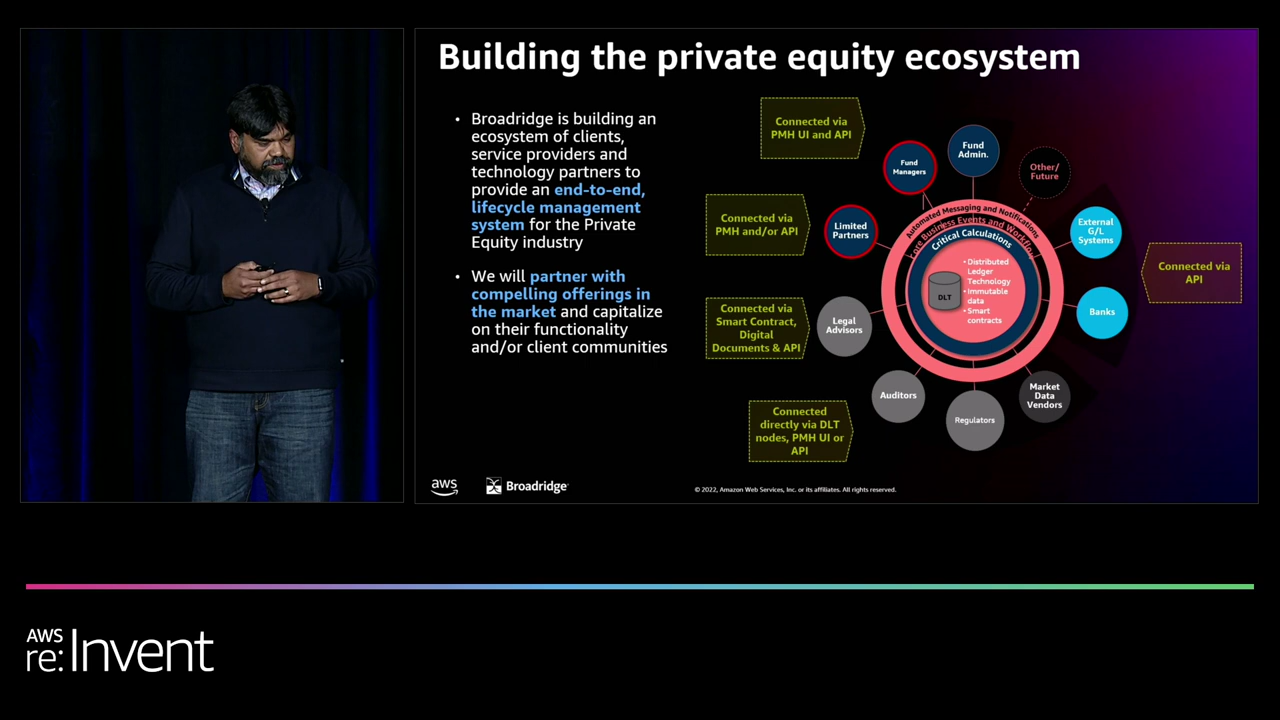 Building the private equity ecosystem
• Broadridge is building an
ecosystem of clients,
service providers and
technology partners to
provide an end-to-end,
lifecycle management
system for the Private
Equity industry
• We will partner with
compelling offerings in
the market and capitalize
on their functionality
and/or client communities
Connected via
PMH UI and API
Connected via
PMH and/or API
Connected via
Smart Contract,
Digital
Documents & API
Connected
directly via DLT
nodes, PMH UI or
API
Fund
Managers
Fund
Admin.
Other/
Future
Limited
Partners
External
G/L
Systems
Legal
Advisors
Banks
Auditors
Regulators
Market
Data
Vendors
Automated Messaging and Notifications
Core Business Events and Workflow
Critical Calculations
DLT
• Distributed
Ledger
Technology
• Immutable
data
• Smart
contracts
Connected via
API
aws
Broadridge
© 2022, Amazon Web Services, Inc. or its affiliates. All rights reserved.
AWS
re:Invent